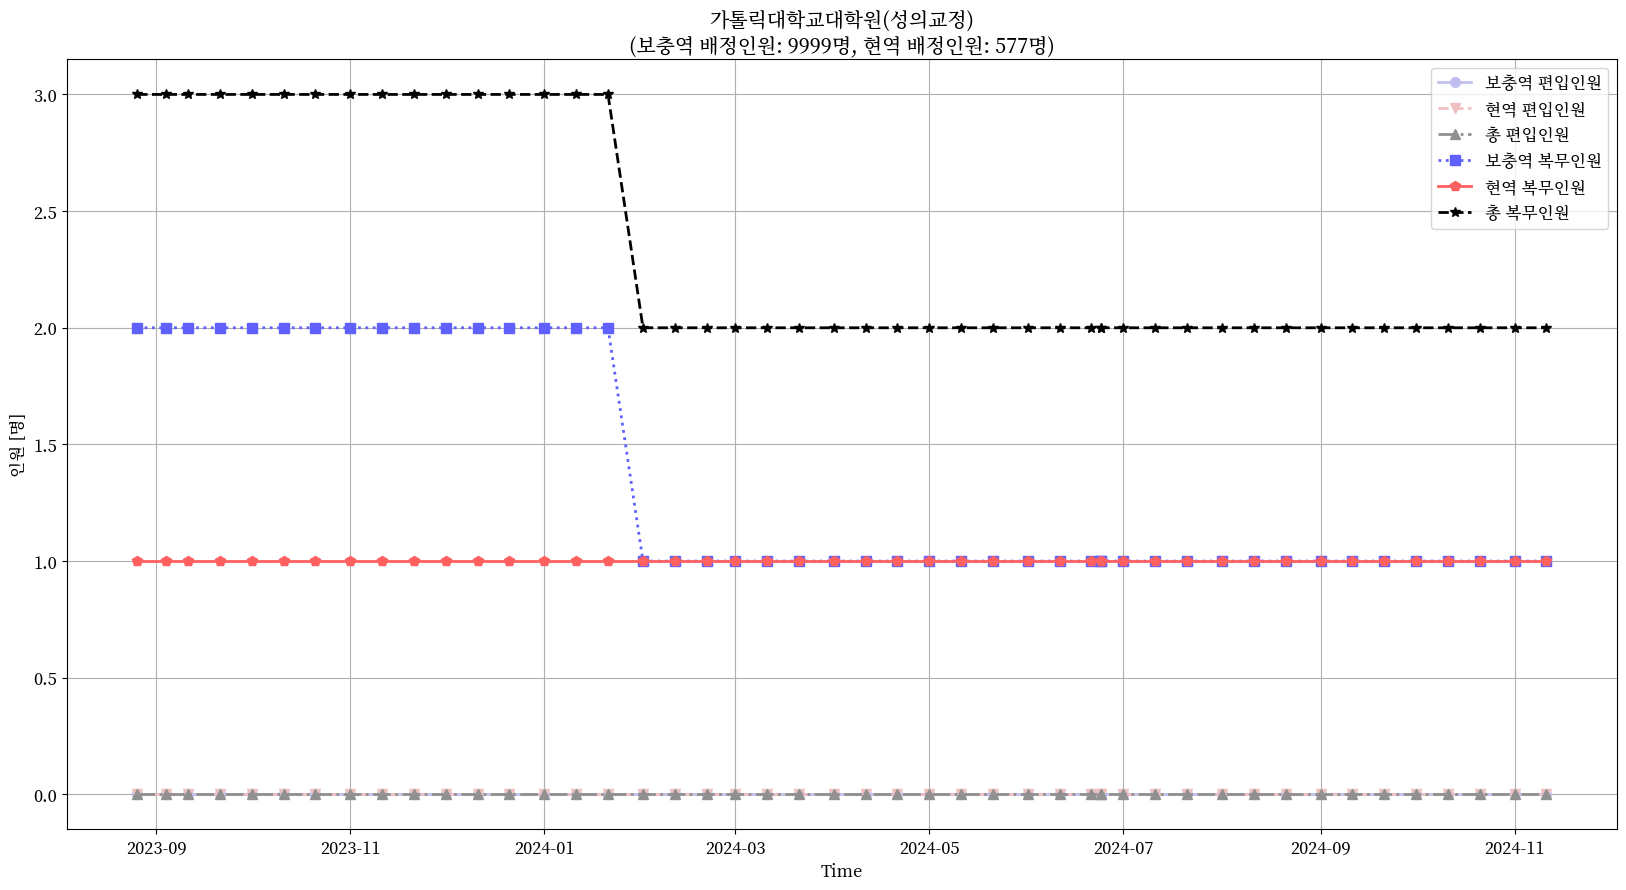 가톨릭대학교대학원(성의교정)
(보충역 배정인원: 9999명, 현역 배정인원: 577명)
보충역 편입인원
현역 편입인원
총 편입인원
보충역 복무인원
현역 복무인원
총 복무인원
인원 [명]
3.0
2.5
2.0
1.5
1.0
0.5
0.0
2023-09
2023-11
2024-01
2024-03
2024-05
2024-07
2024-09
2024-11
Time